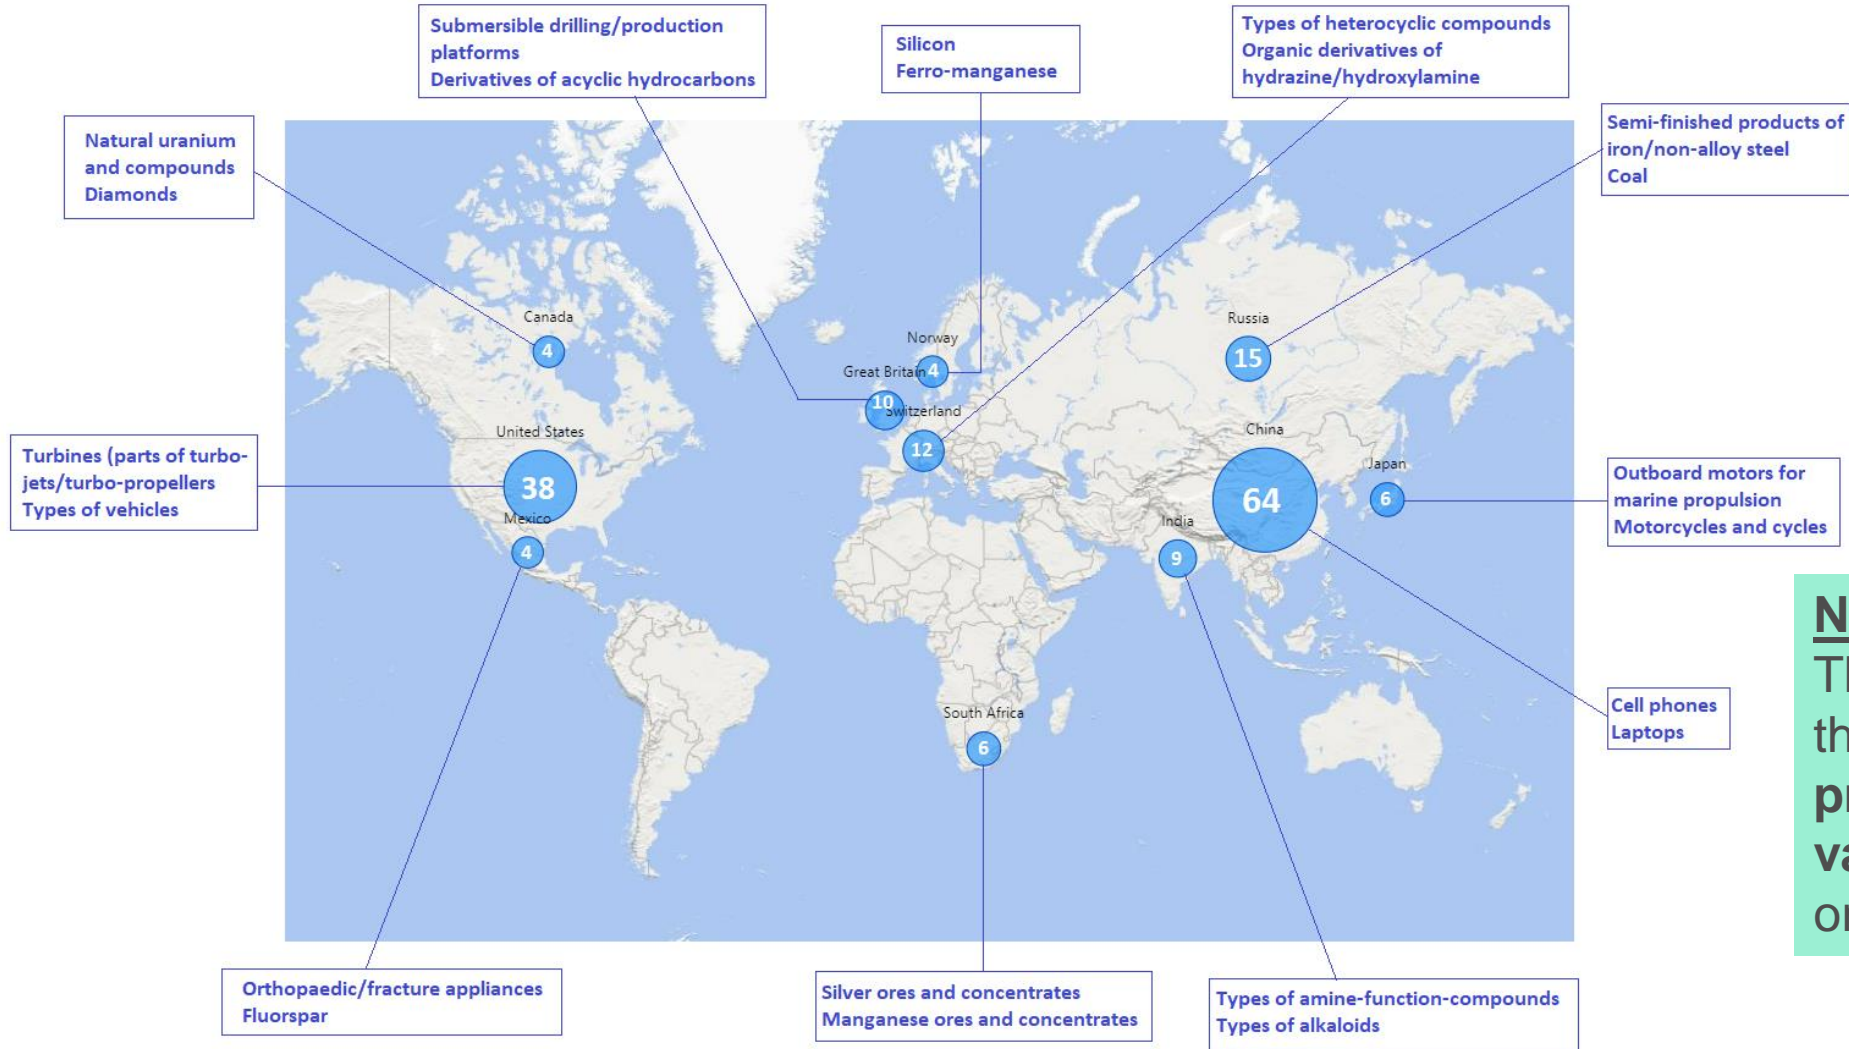 Submersible drilling/production
platforms
Derivatives of acyclic hydrocarbons
Silicon
Ferro-manganese
Types of heterocyclic compounds
Organic derivatives of
hydrazine/hydroxylamine
Natural uranium
and compounds
Diamonds
Semi-finished products of
iron/non-alloy steel
Coal
Canada
4
Norway
4
Great Britain
10
Switzerland
12
Russia
15
United States
38
China
64
Japan
6
Mexico
4
India
9
South Africa
6
Turbines (parts of turbo-
jets/turbo-propellers
Types of vehicles
Outboard motors for
marine propulsion
Motorcycles and cycles
Cell phones
Laptops
Orthopaedic/fracture appliances
Fluorspar
Silver ores and concentrates
Manganese ores and concentrates
Types of amine-function-compounds
Types of alkaloids